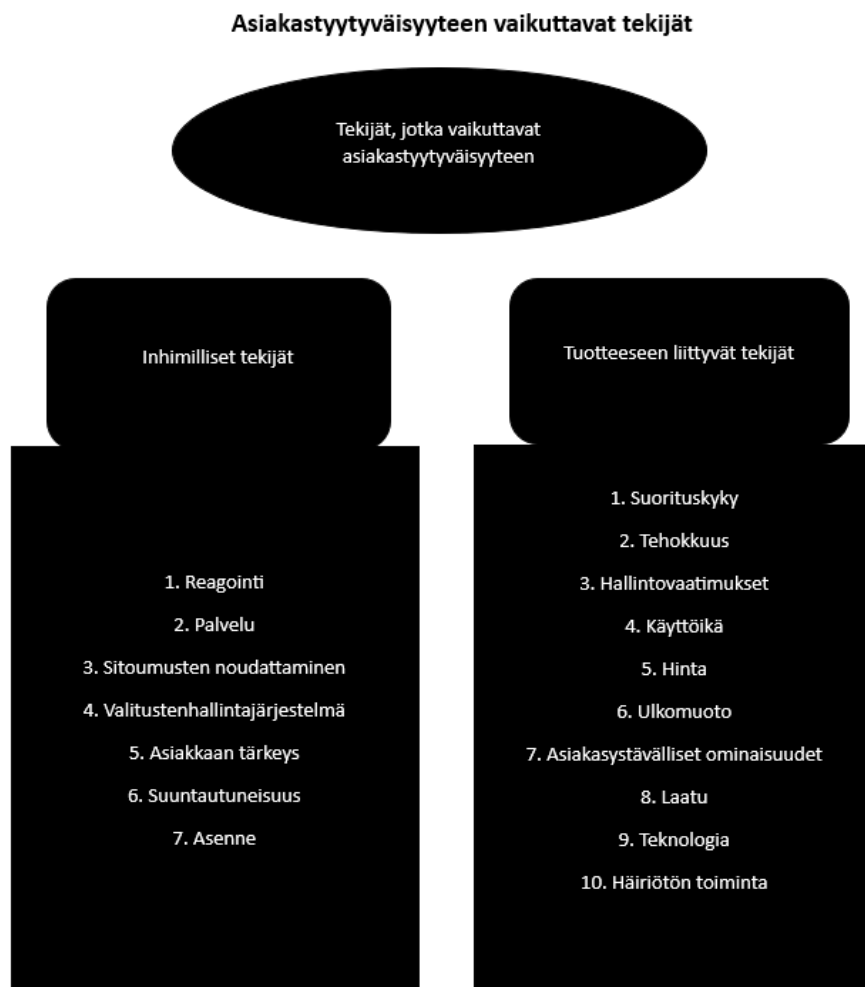 Asiakastyytyväisyyteen vaikuttavat tekijät
Tekijät, jotka vaikuttavat
asiakastyytyväisyyteen
Inhimilliset tekijät
1. Reagointi
2. Palvelu
3. Sitoumusten noudattaminen
4. Valitustenhallintajärjestelmä
5. Asiakkaan tärkeys
6. Suuntautuneisuus
7. Asenne
Tuotteeseen liittyvät tekijät
1. Suorituskyky
2. Tehokkuus
3. Hallintovaatimukset
4. Käyttöikä
5. Hinta
6. Ulkomuoto
7. Asiakasystävälliset ominaisuudet
8. Laatu
9. Teknologia
10. Häiriötön toiminta